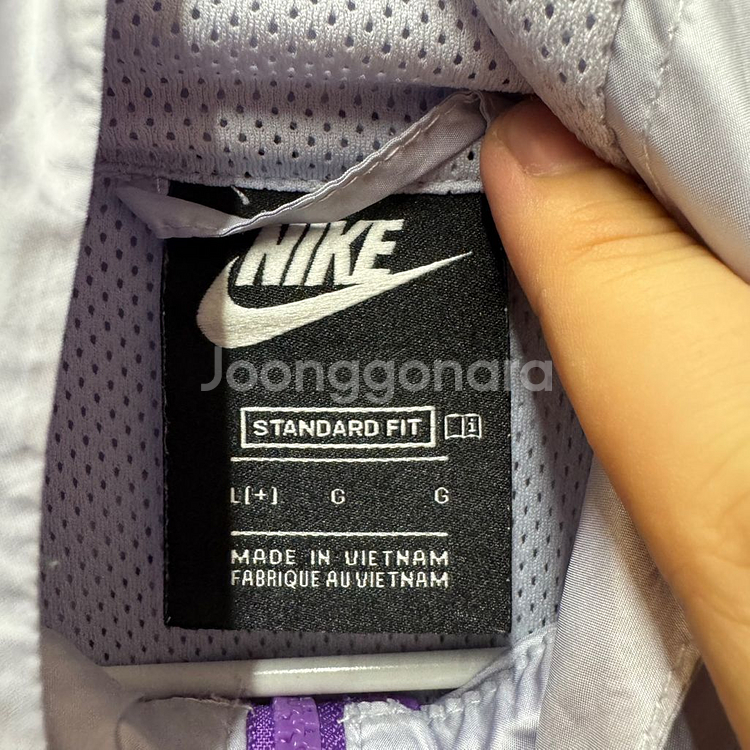 NIKE
Joonggonara
STANDARD FIT
L[+] G G
MADE IN VIETNAM
FABRIQUE AU VIETNAM